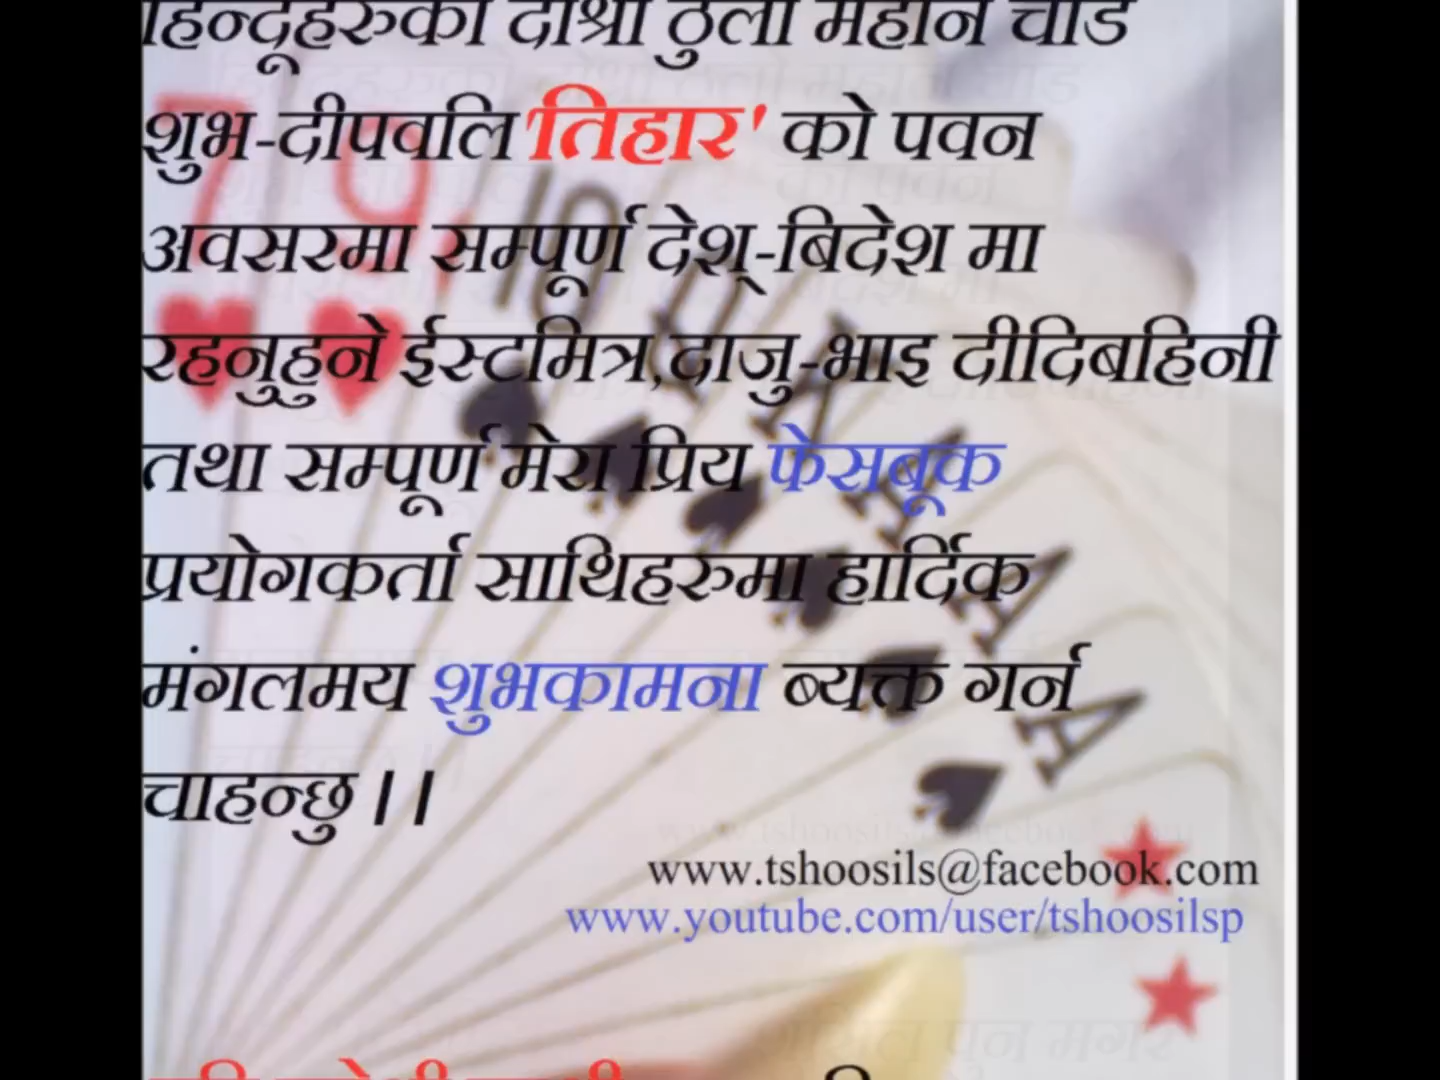 हिन्दूहरुको दोश्रो ठुलो महान चाड
शुभ-दीपवलि 'तिहार' को पवन
अवसरमा सम्पूर्ण देश्-बिदेश मा
रहनुहुने ईस्टमित्र,दाजु-भाइ दीदिबहिनी
तथा सम्पूर्ण मेरा प्रिय फेसबूक
प्रयोगकर्ता साथिहरुमा हार्दिक
मंगलमय शुभकामना ब्यक्त गर्न
चाहन्छु ।।
www.tshoosils@facebook.com
www.youtube.com/user/tshoosilsp